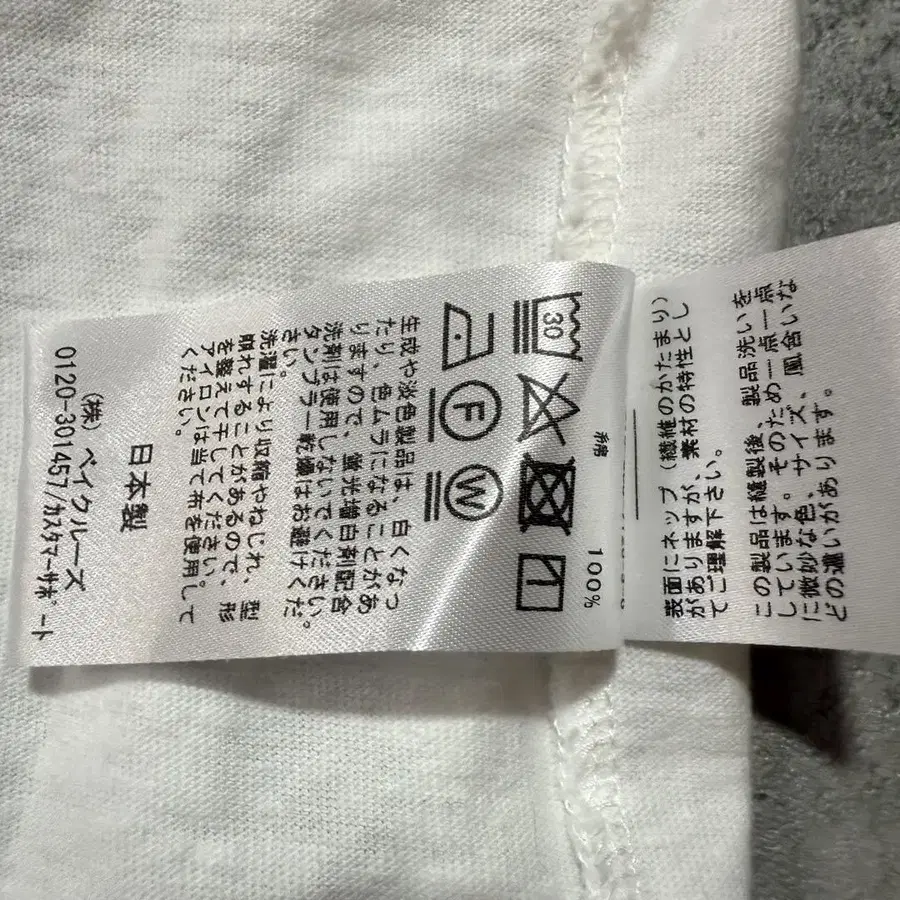 綿 100%
30
F
W
生成や淡色製品は、白くなっ
たり、色ムラになることがあ
りますので、蛍光増白剤配合
洗剤は使用しないでください。
タンブラー乾燥はお避けくだ
さい。
洗濯により収縮やねじれ、型
崩れすることがあるので、形
を整えて干してください。
アイロンは当て布を使用して
ください。
日本製
(株) ベイクルーズ
0120-301457/カスタマーサポート
表面にネップ(繊維のかたまり)
がありますが、素材の特性とし
てご理解下さい。
この製品は縫製後、製品洗いを
しています。そのため一点一点
に微妙な色、サイズ、風合いな
どの違いがあります。